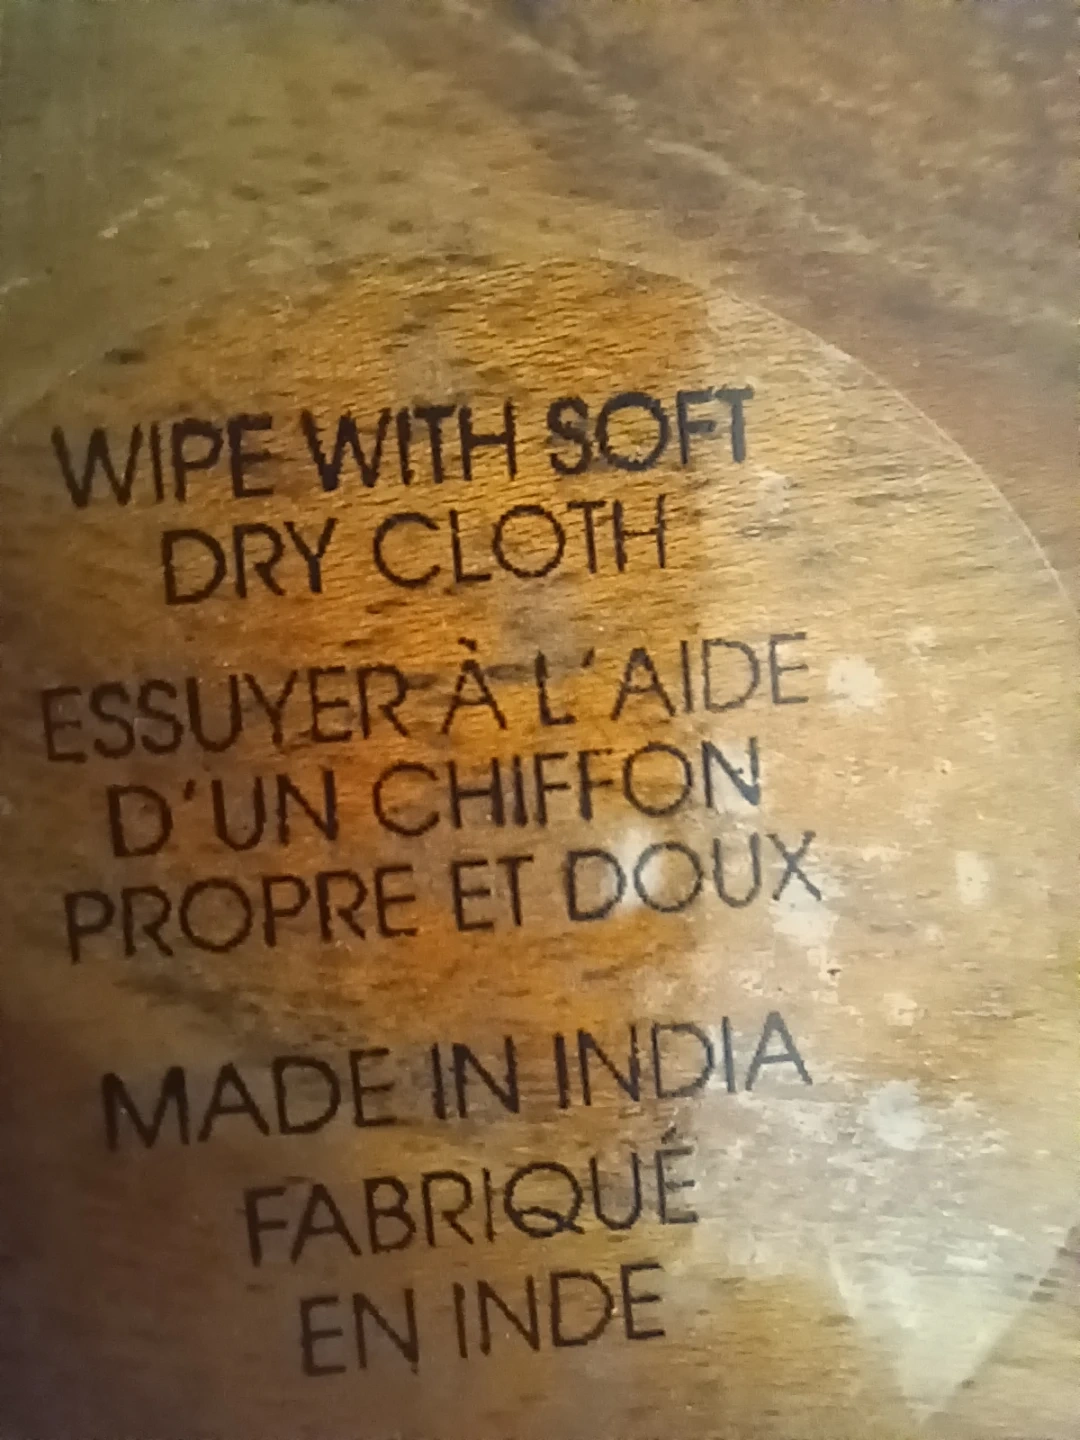 WIPE WITH SOFT
DRY CLOTH
ESSUYER À L'AIDE
D'UN CHIFFON
PROPRE ET DOUX
MADE IN INDIA
FABRIQUÉ
EN INDE